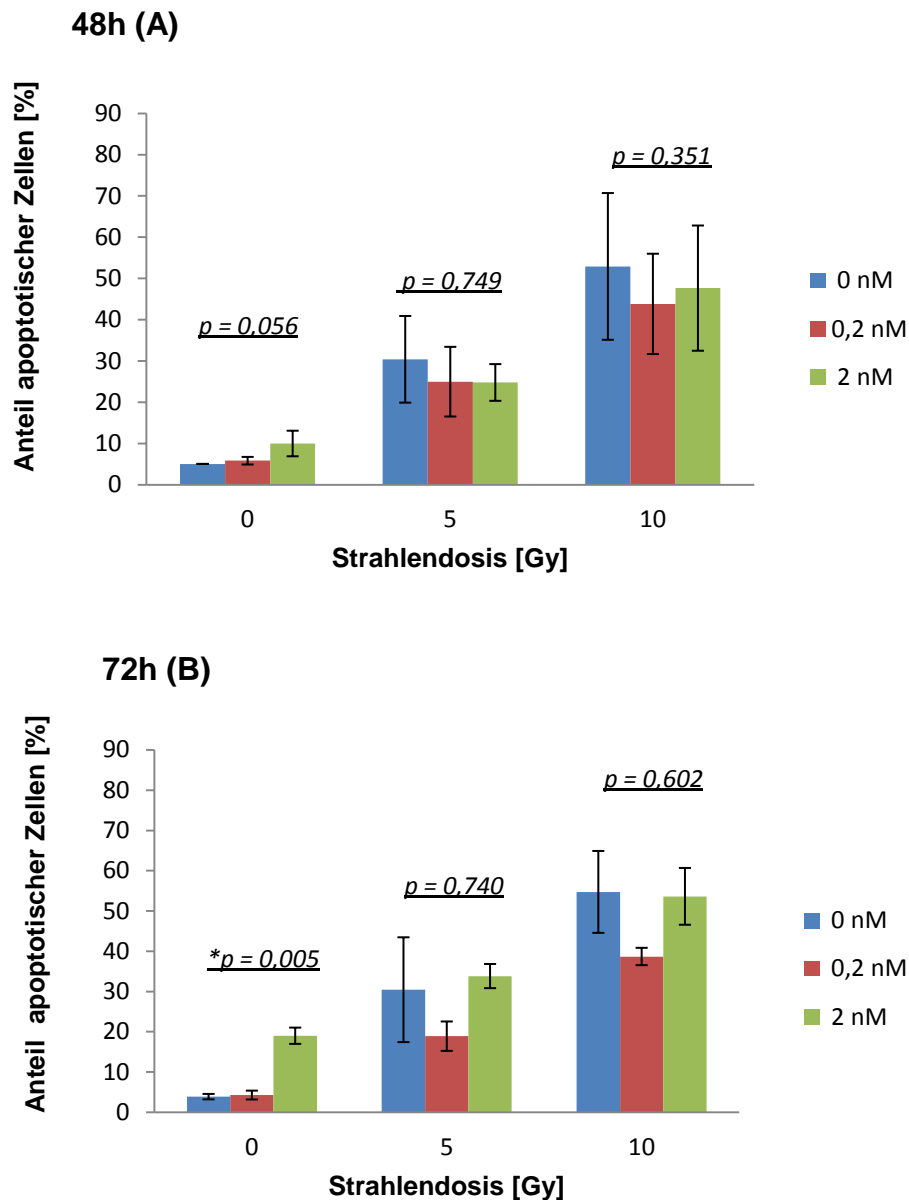 48h (A)
Anteil apoptotischer Zellen [%]
90
80
70
60
50
40
30
20
10
0
p = 0,056
p = 0,749
p = 0,351
0 nM
0,2 nM
2 nM
0
5
10
Strahlendosis [Gy]
72h (B)
Anteil apoptotischer Zellen [%]
90
80
70
60
50
40
30
20
10
0
*p = 0,005
p = 0,740
p = 0,602
0 nM
0,2 nM
2 nM
0
5
10
Strahlendosis [Gy]